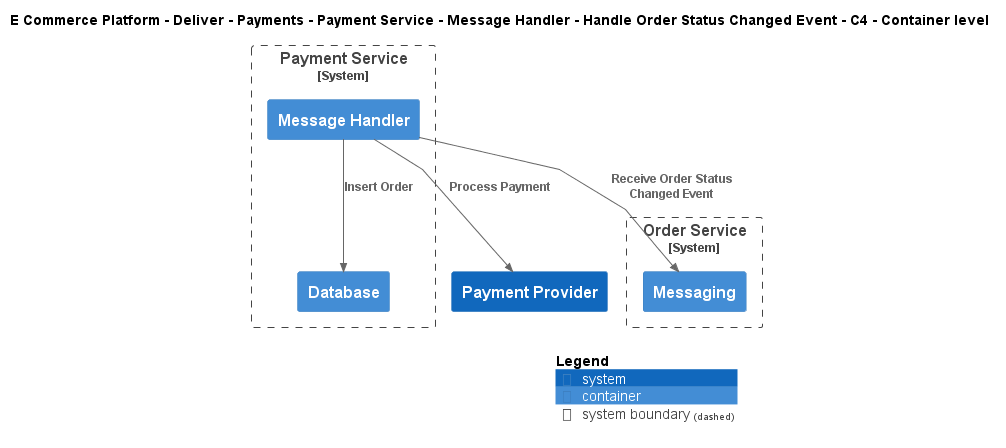 E Commerce Platform - Deliver - Payments - Payment Service - Message Handler - Handle Order Status Changed Event - C4 - Container level
Payment Service
[System]
Message Handler
Insert Order
Process Payment
Receive Order Status
Changed Event
Order Service
[System]
Database
Payment Provider
Messaging
Legend
system
container
system boundary (dashed)